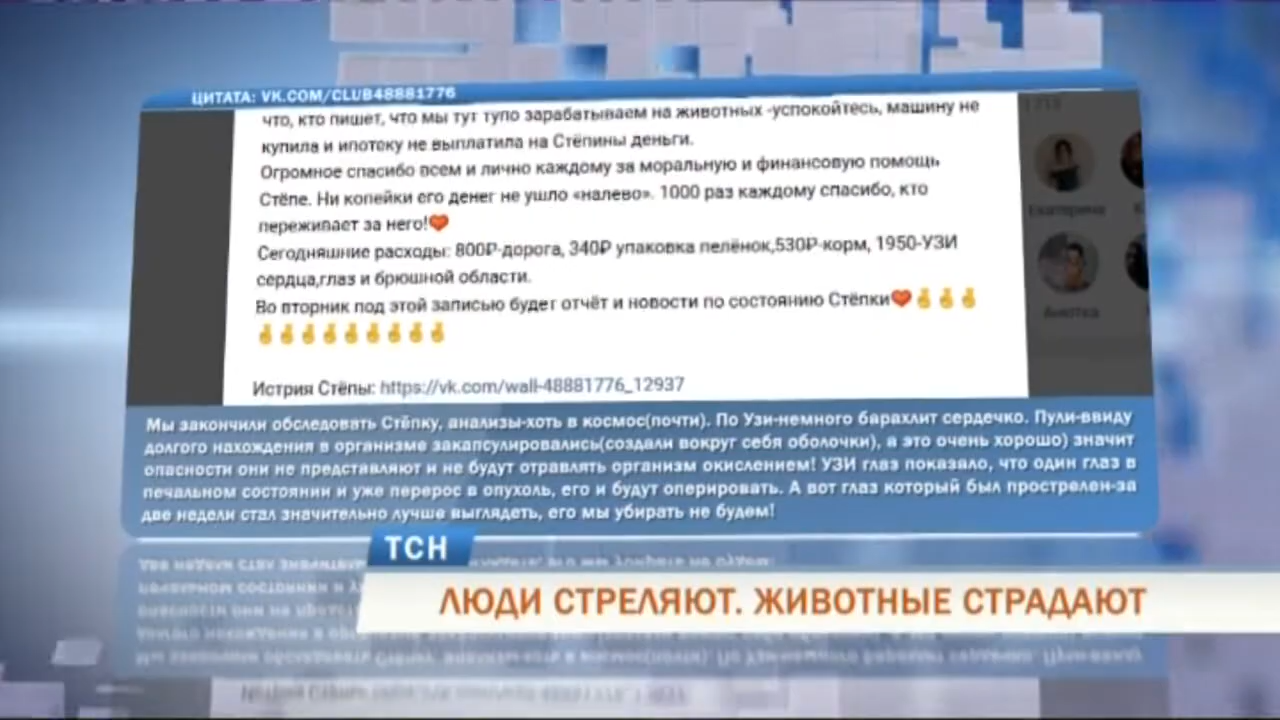 ЦИТАТА: VK.COM/CLUB48881776
что, кто пишет, что мы тут тупо зарабатываем на животных -успокойтесь, машину не
купила и ипотеку не выплатила на Стёпины деньги.
Огромное спасибо всем и лично каждому за моральную и финансовую помощь
Стёпе. Ни копейки его денег не ушло «налево». 1000 раз каждому спасибо, кто
переживает за него!❤
Сегодняшние расходы: 800₽-дорога, 340₽ упаковка пелёнок,530₽-корм, 1950-УЗИ
сердца,глаз и брюшной области.
Во вторник под этой записью будет отчёт и новости по состоянию Стёпки❤🤞🤞🤞
🤞🤞🤞🤞🤞🤞🤞🤞🤞
Истрия Стёпы: https://vk.com/wall-48881776_12937
Екатерина
Анютка
Мы закончили обследовать Стёпку, анализы-хоть в космос(почти). По Узи-немного барахлит сердечко. Пули-ввиду
долгого нахождения в организме закапсулировались(создали вокруг себя оболочки), а это очень хорошо) значит
опасности они не представляют и не будут отравлять организм окислением! УЗИ глаз показало, что один глаз в
печальном состоянии и уже перерос в опухоль, его и будут оперировать. А вот глаз который был прострелен-за
две недели стал значительно лучше выглядеть, его мы убирать не будем!
ТСН
ЛЮДИ СТРЕЛЯЮТ. ЖИВОТНЫЕ СТРАДАЮТ